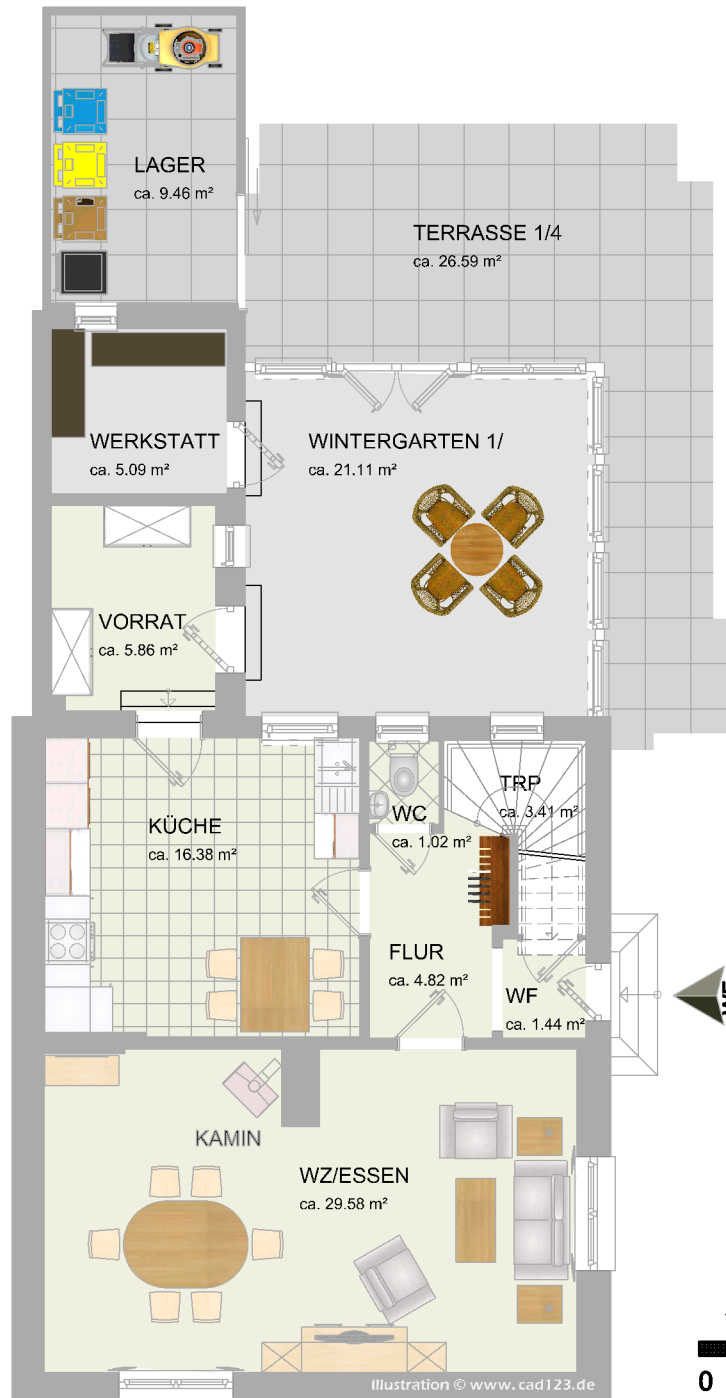 LAGER
ca. 9.46 m²
TERRASSE 1/4
ca. 26.59 m²
WERKSTATT
ca. 5.09 m²
WINTERGARTEN 1/
ca. 21.11 m²
VORRAT
ca. 5.86 m²
KÜCHE
ca. 16.38 m²
WC
ca. 1.02 m²
TRP
ca. 3.41 m²
FLUR
ca. 4.82 m²
WF
ca. 1.44 m²
KAMIN
WZ/ESSEN
ca. 29.58 m²
0
Illustration © www. cad123.de